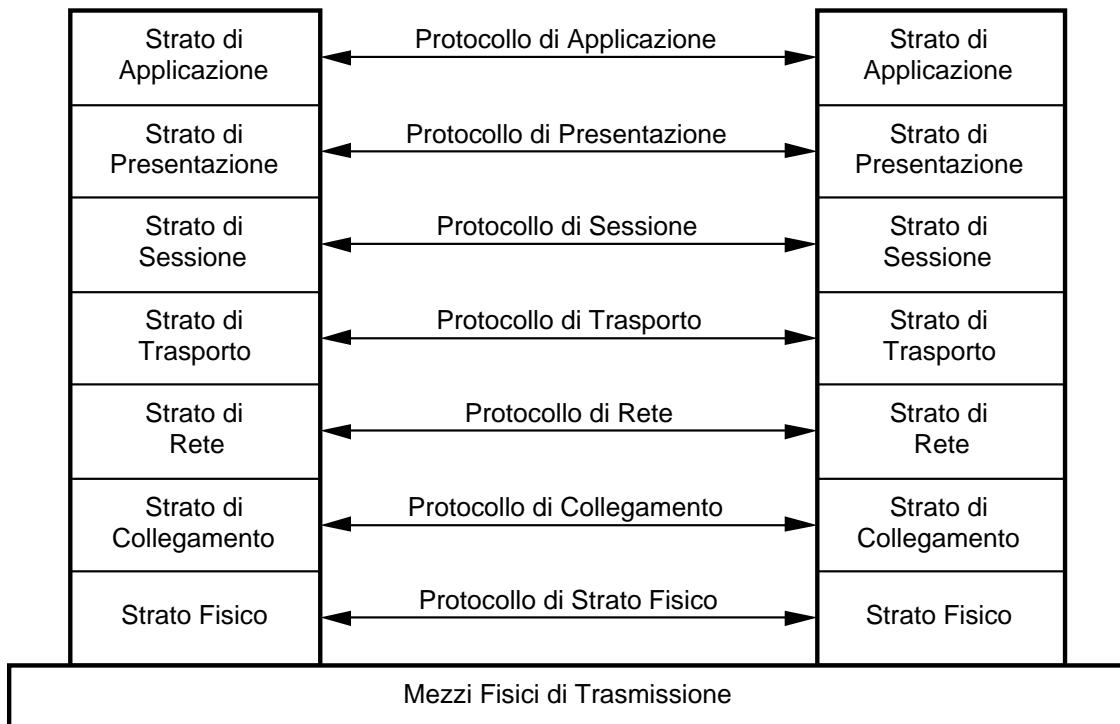 Strato di
Applicazione
Protocollo di Applicazione
Strato di
Applicazione
Strato di
Presentazione
Protocollo di Presentazione
Strato di
Presentazione
Strato di
Sessione
Protocollo di Sessione
Strato di
Sessione
Strato di
Trasporto
Protocollo di Trasporto
Strato di
Trasporto
Strato di
Rete
Protocollo di Rete
Strato di
Rete
Strato di
Collegamento
Protocollo di Collegamento
Strato di
Collegamento
Strato Fisico
Protocollo di Strato Fisico
Strato Fisico
Mezzi Fisici di Trasmissione